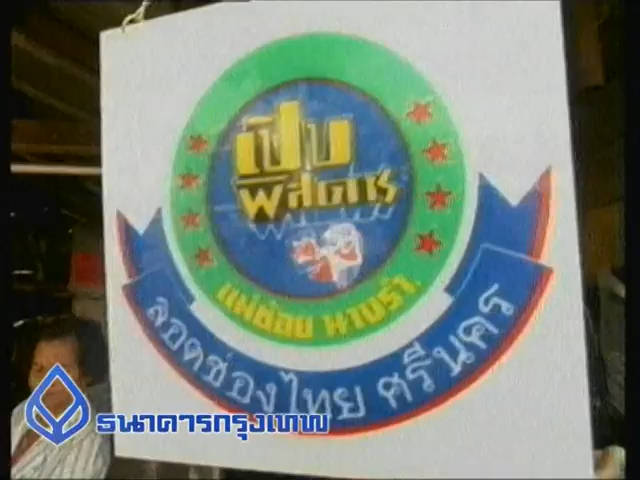 เปิบ
พิสดาร
แม่ช้อย นางรำ
ลอดช่องไทย ศรีนคร
ธนาคารกรุงเทพ